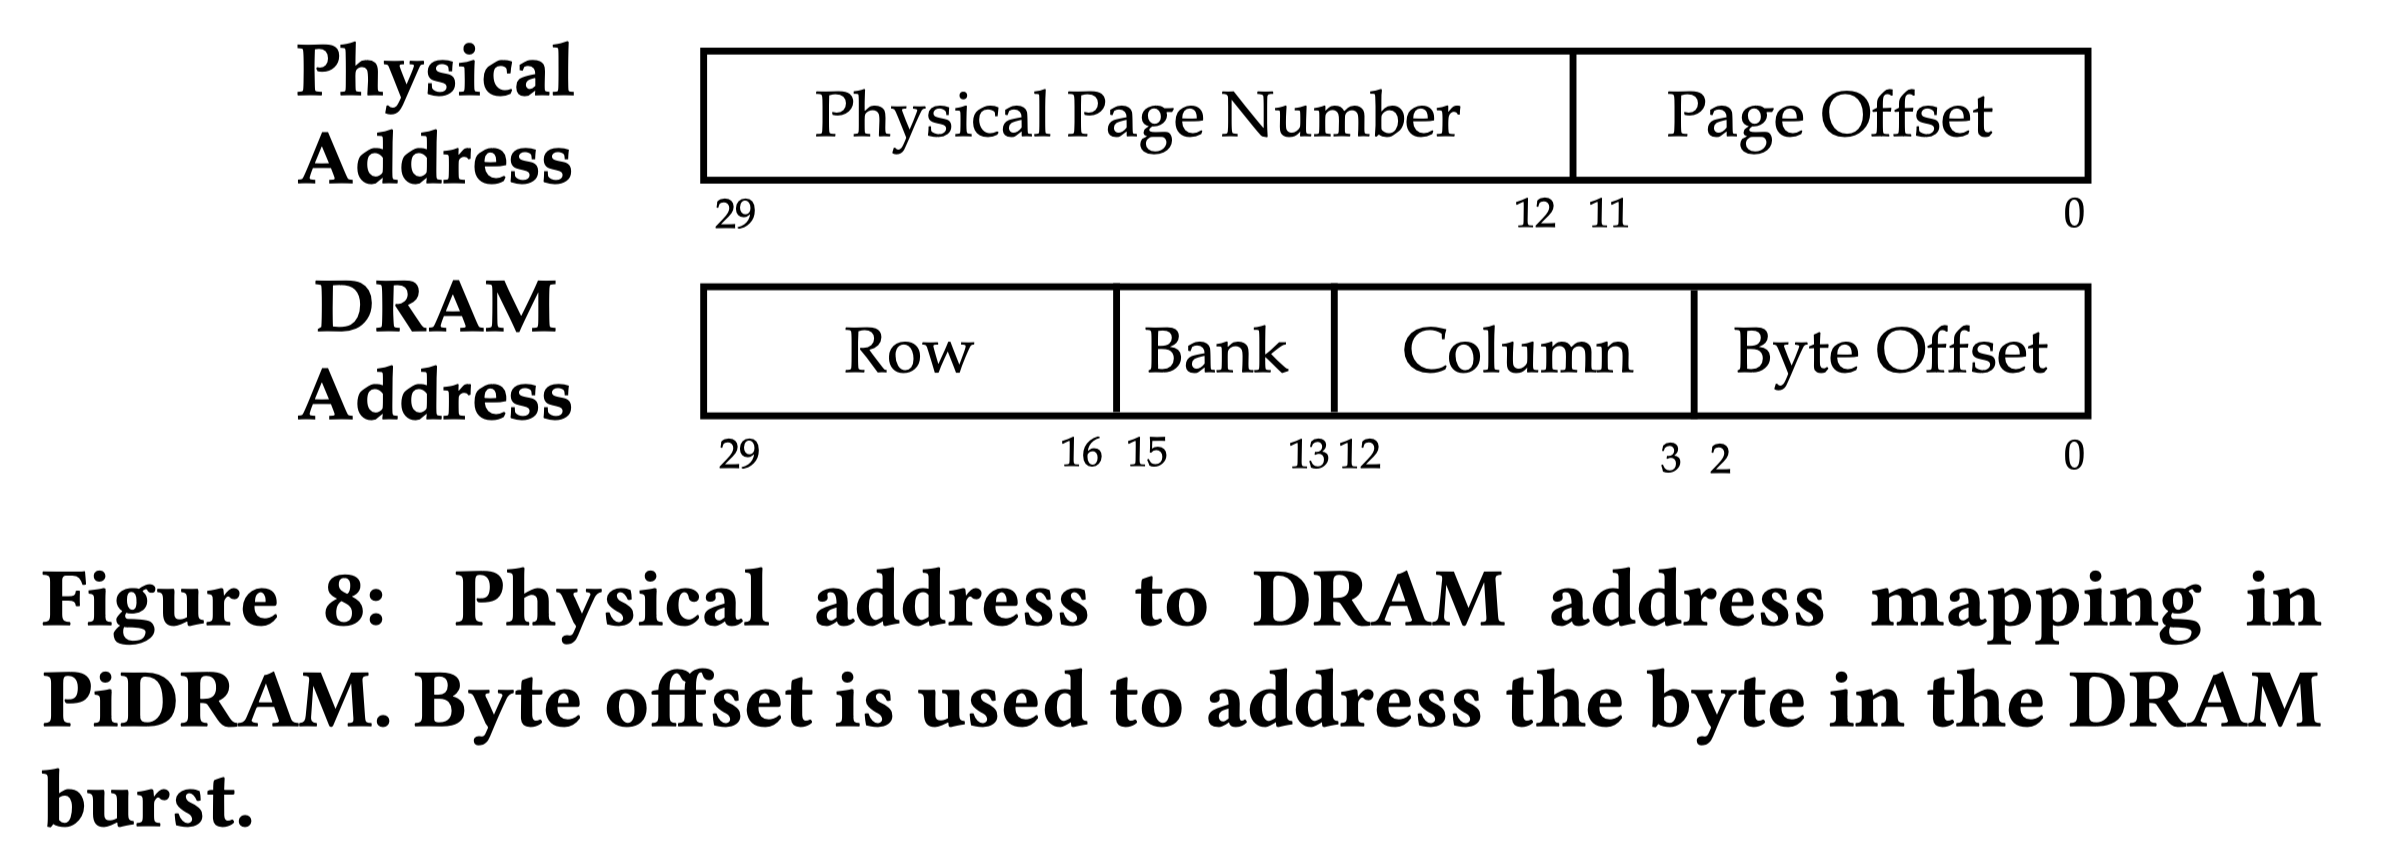 Physical
Address
Physical Page Number Page Offset
29 12 11 0
DRAM
Address
Row Bank Column Byte Offset
29 16 15 13 12 3 2 0
Figure 8: Physical address to DRAM address mapping in
PiDRAM. Byte offset is used to address the byte in the DRAM
burst.